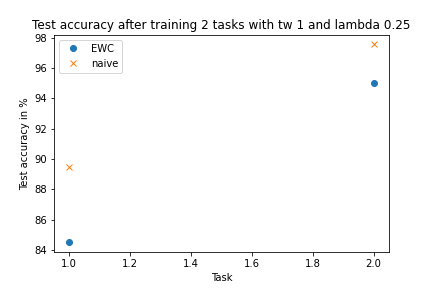 Test accuracy after training 2 tasks with tw 1 and lambda 0.25
98
96
94
92
90
88
86
84
EWC
naive
Test accuracy in %
1.0 1.2 1.4 1.6 1.8 2.0
Task